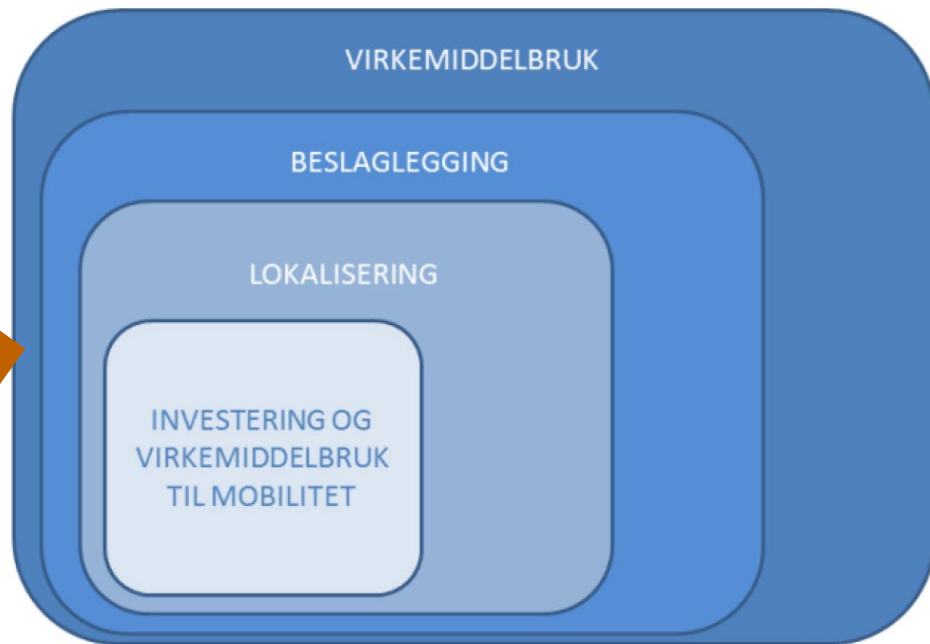 VIRKEMIDDELBRUK
BESLAGLEGGING
LOKALISERING
INVESTERING OG
VIRKEMIDDELBRUK
TIL MOBILITET